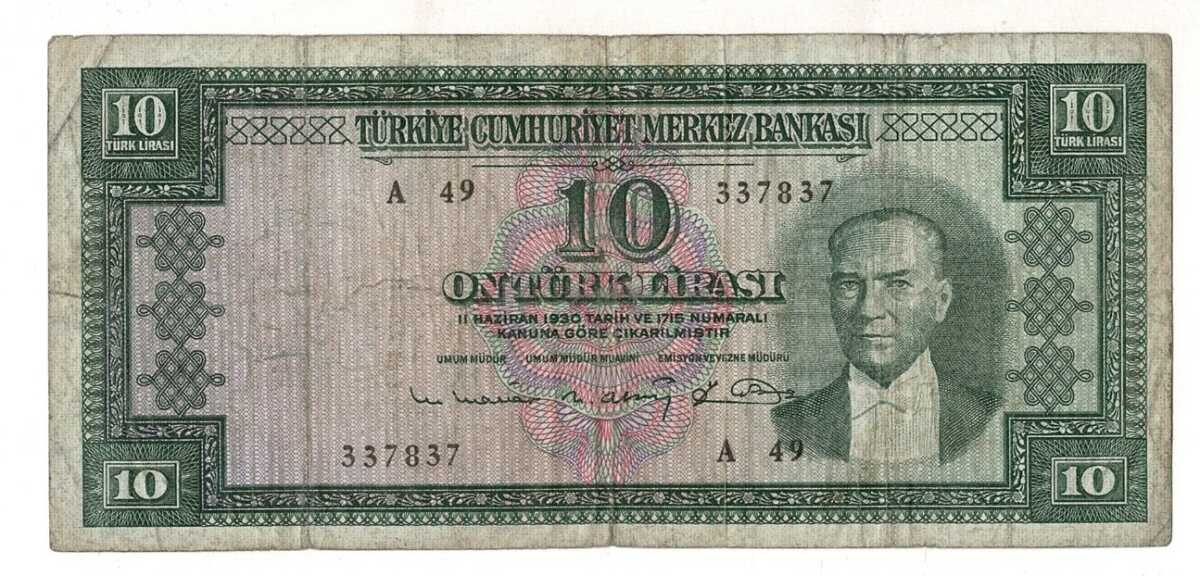 10 TÜRK LİRASI
10 TÜRK LİRASI
TÜRKİYE CUMHURİYET MERKEZ BANKASI
A 49 337837
10
ON TÜRK LİRASI
11 HAZİRAN 1930 TARİH VE 1715 NUMARALI
KANUNA GÖRE ÇIKARILMIŞTIR
UMUM MÜDÜR UMUM MÜDÜR MUAVİNİ EMİSYON VE VEZNE MÜDÜRÜ
337837 A 49
10 10